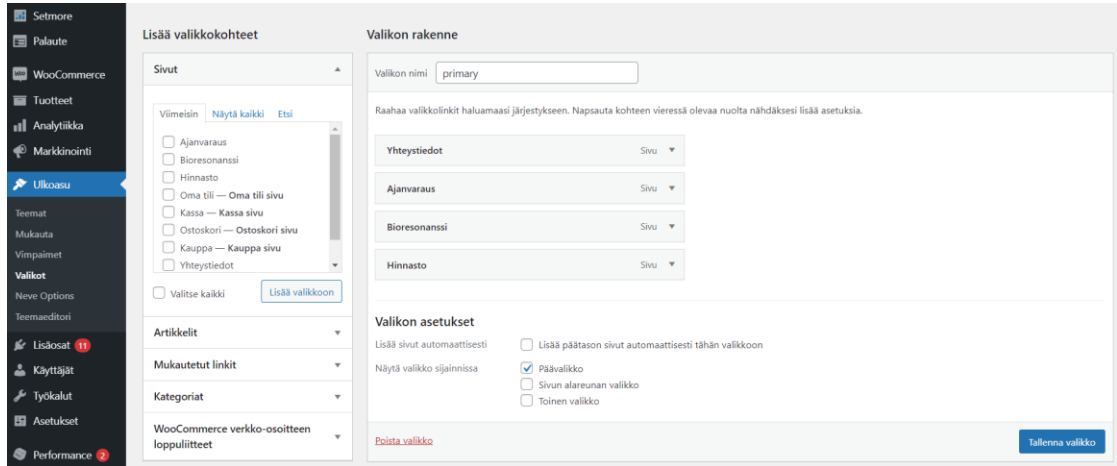 Setmore
Palaute
WooCommerce
Tuotteet
Analytiikka
Markkinointi
Ulkoasu
Teemat
Mukauta
Vimpaimet
Valikot
Neve Options
Teemaeditori
Lisäosat 11
Käyttäjät
Työkalut
Asetukset
Performance 2
Lisää valikkokohteet
Sivut
Viimeisin Näytä kaikki Etsi
Ajanvaraus
Bioresonanssi
Hinnasto
Oma tili — Oma tili sivu
Kassa — Kassa sivu
Ostoskori — Ostoskori sivu
Kauppa — Kauppa sivu
Yhteystiedot
Valitse kaikki Lisää valikkoon
Artikkelit
Mukautetut linkit
Kategoriat
WooCommerce verkko-osoitteen
loppuliitteet
Valikon rakenne
Valikon nimi primary
Raahaa valikkolinkit haluamaasi järjestykseen. Napsauta kohteen vieressä olevaa nuolta nähdäksesi lisää asetuksia.
Yhteystiedot Sivu
Ajanvaraus Sivu
Bioresonanssi Sivu
Hinnasto Sivu
Valikon asetukset
Lisää sivut automaattisesti Lisää päätason sivut automaattisesti tähän valikkoon
Näytä valikko sijainnissa Päävalikko
Sivun alareunan valikko
Toinen valikko
Poista valikko Tallenna valikko